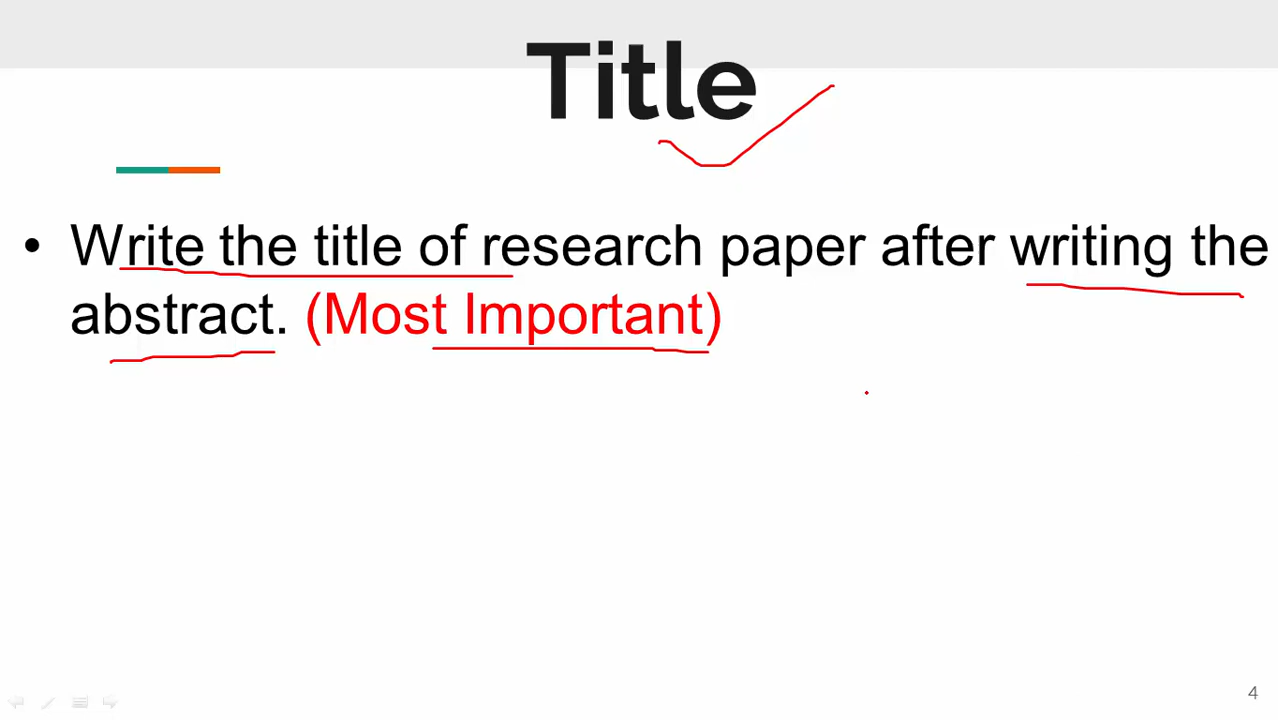 Title
• Write the title of research paper after writing the
abstract. (Most Important)
4